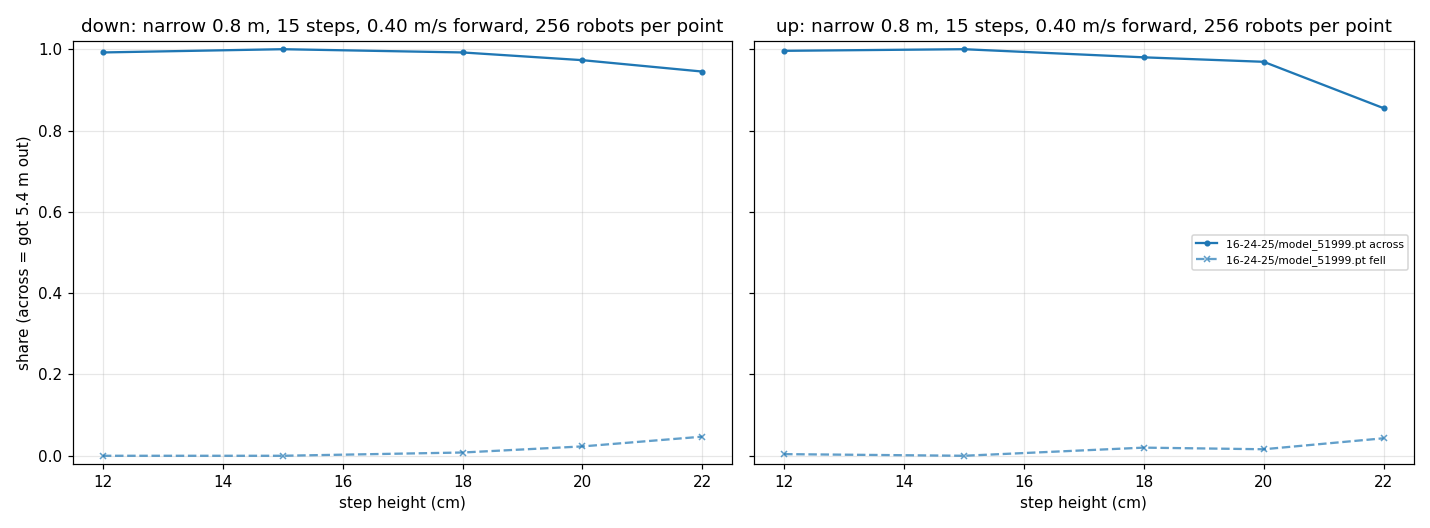 down: narrow 0.8 m, 15 steps, 0.40 m/s forward, 256 robots per point
up: narrow 0.8 m, 15 steps, 0.40 m/s forward, 256 robots per point
share (across = got 5.4 m out)
1.0
0.8
0.6
0.4
0.2
0.0
16-24-25/model_51999.pt across
16-24-25/model_51999.pt fell
12 14 16 18 20 22
12 14 16 18 20 22
step height (cm)
step height (cm)